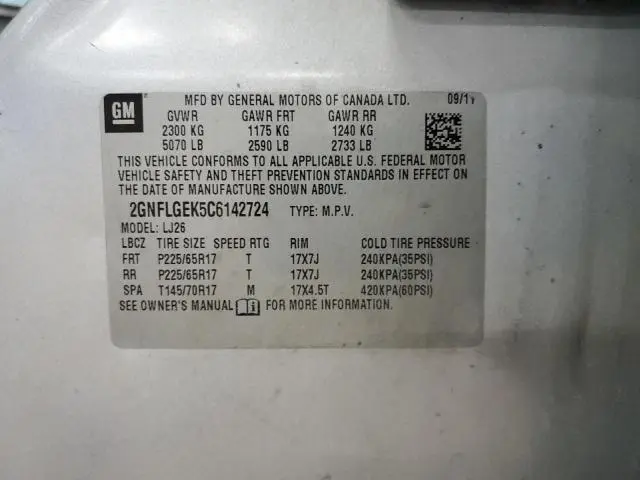 GM MFD BY GENERAL MOTORS OF CANADA LTD. 09/11
GVWR GAWR FRT GAWR RR
2300 KG 1175 KG 1240 KG
5070 LB 2590 LB 2733 LB
THIS VEHICLE CONFORMS TO ALL APPLICABLE U.S. FEDERAL MOTOR
VEHICLE SAFETY AND THEFT PREVENTION STANDARDS IN EFFECT
ON THE DATE OF MANUFACTURE SHOWN ABOVE.
2GNFLGEK5C6142724 TYPE: M.P.V.
MODEL: LJ26
LBCZ TIRE SIZE SPEED RTG RIM COLD TIRE PRESSURE
FRT P225/65R17 T 17X7J 240KPA(35PSI)
RR P225/65R17 T 17X7J 240KPA(35PSI)
SPA T145/70R17 M 17X4.5T 420KPA(60PSI)
SEE OWNER'S MANUAL FOR MORE INFORMATION.